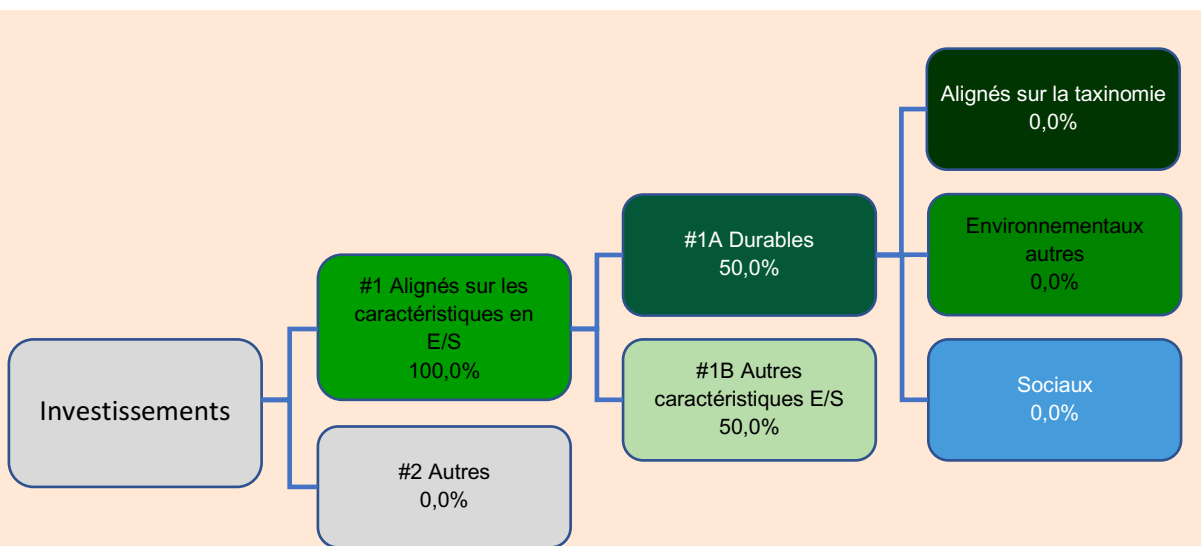 Investissements
#1 Alignés sur les
caractéristiques en
E/S
100,0%
#2 Autres
0,0%
#1A Durables
50,0%
#1B Autres
caractéristiques E/S
50,0%
Alignés sur la taxinomie
0,0%
Environnementaux
autres
0,0%
Sociaux
0,0%